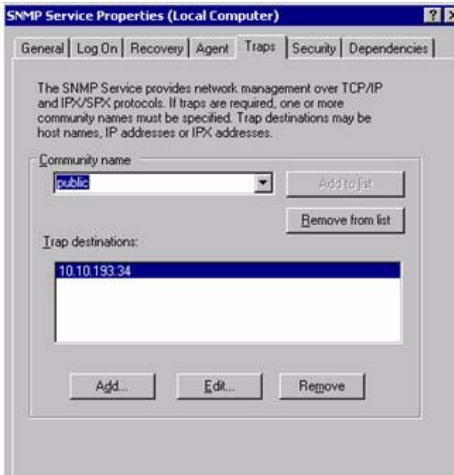 SNMP Service Properties (Local Computer)
General Log On Recovery Agent Traps Security Dependencies
The SNMP Service provides network management over TCP/IP
and IPX/SPX protocols. If traps are required, one or more
community names must be specified. Trap destinations may be
host names, IP addresses or IPX addresses.
Community name
public
Add to list
Remove from list
Trap destinations:
10.10.193.34
Add... Edit... Remove